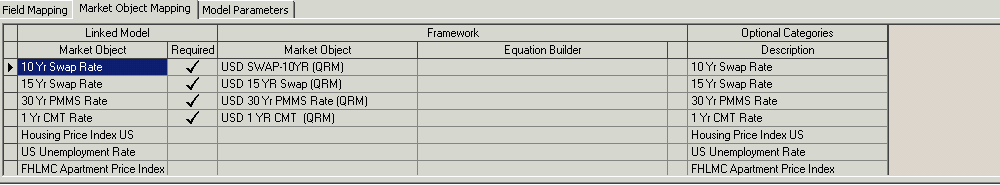 Field Mapping Market Object Mapping Model Parameters
Linked Model Framework Optional Categories
Market Object Required Market Object Equation Builder Description
10 Yr Swap Rate USD SWAP-10YR (QRM) 10 Yr Swap Rate
15 Yr Swap Rate USD 15 YR Swap (QRM) 15 Yr Swap Rate
30 Yr PMMS Rate USD 30 Yr PMMS Rate (QRM) 30 Yr PMMS Rate
1 Yr CMT Rate USD 1 YR CMT (QRM) 1 Yr CMT Rate
Housing Price Index US Housing Price Index US
US Unemployment Rate US Unemployment Rate
FHLMC Apartment Price Index FHLMC Apartment Price Index